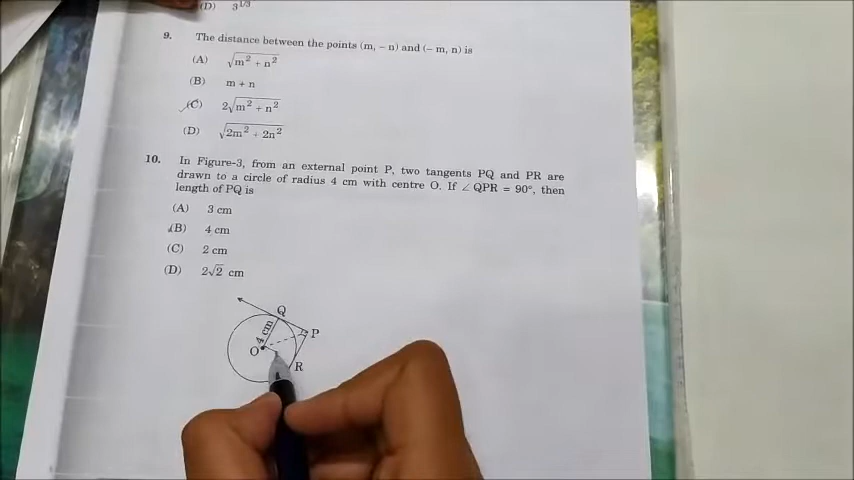 (D) 3^1/3
9. The distance between the points (m, – n) and (– m, n) is
(A) √m² + n²
(B) m + n
(C) 2√m² + n²
(D) √2m² + 2n²
10. In Figure-3, from an external point P, two tangents PQ and PR are
drawn to a circle of radius 4 cm with centre O. If ∠ QPR = 90°, then
length of PQ is
(A) 3 cm
(B) 4 cm
(C) 2 cm
(D) 2√2 cm
Q
4 cm
P
O
R